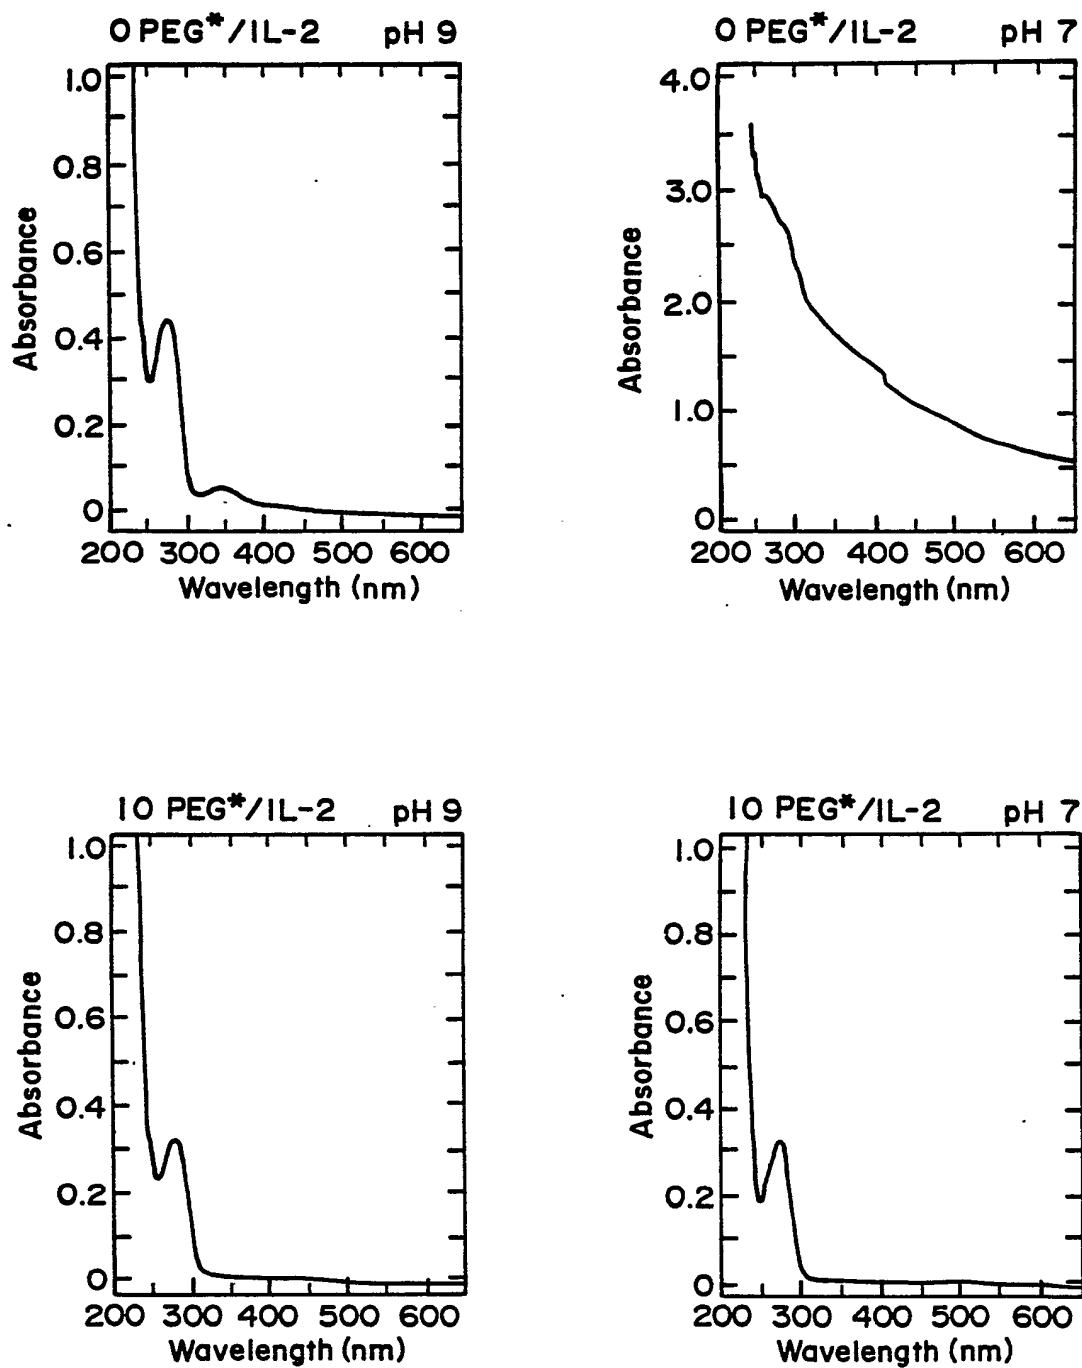 0 PEG*/IL-2 pH 9
1.0
0.8
0.6
0.4
0.2
0
Absorbance
200 300 400 500 600
Wavelength (nm)
0 PEG*/IL-2 pH 7
4.0
3.0
2.0
1.0
0
Absorbance
200 300 400 500 600
Wavelength (nm)
10 PEG*/IL-2 pH 9
1.0
0.8
0.6
0.4
0.2
0
Absorbance
200 300 400 500 600
Wavelength (nm)
10 PEG*/IL-2 pH 7
1.0
0.8
0.6
0.4
0.2
0
Absorbance
200 300 400 500 600
Wavelength (nm)